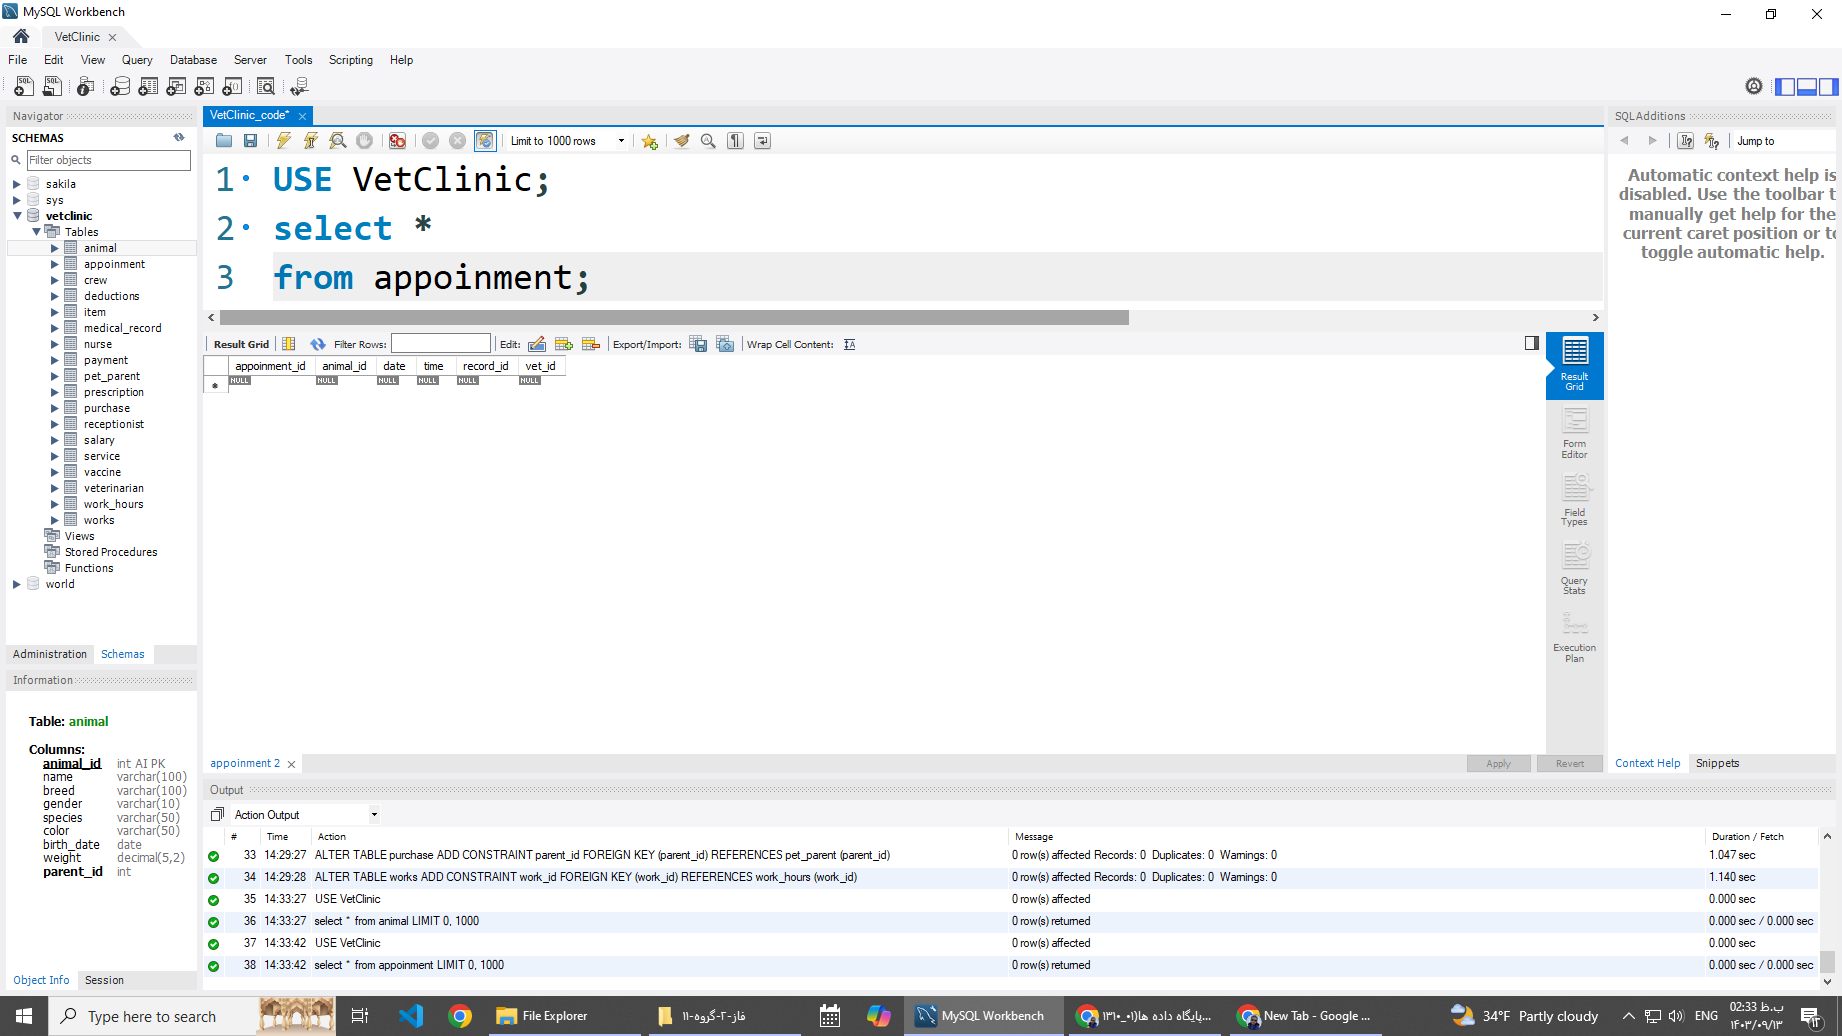 MySQL Workbench
VetClinic
File Edit View Query Database Server Tools Scripting Help
Navigator
SCHEMAS
Filter objects
sakila
sys
vetclinic
Tables
animal
appoinment
crew
deductions
item
medical_record
nurse
payment
pet_parent
prescription
purchase
receptionist
salary
service
vaccine
veterinarian
work_hours
works
Views
Stored Procedures
Functions
world
Administration Schemas
Information
Table: animal
Columns:
animal_id int AI PK
name varchar(100)
breed varchar(100)
gender varchar(10)
species varchar(50)
color varchar(50)
birth_date date
weight decimal(5,2)
parent_id int
Object Info Session
VetClinic_code*
Limit to 1000 rows
1 USE VetClinic;
2 select *
3 from appoinment;
Result Grid Filter Rows: Edit: Export/Import: Wrap Cell Content:
appoinment_id animal_id date time record_id vet_id
NULL NULL NULL NULL NULL NULL
Result Grid
Form Editor
Field Types
Query Stats
Execution Plan
appoinment 2
Apply Revert
SQLAdditions
Jump to
Automatic context help is
disabled. Use the toolbar t
manually get help for the
current caret position or to
toggle automatic help.
Context Help Snippets
Output
Action Output
# Time Action Message Duration / Fetch
33 14:29:27 ALTER TABLE purchase ADD CONSTRAINT parent_id FOREIGN KEY (parent_id) REFERENCES pet_parent (parent_id) 0 row(s) affected Records: 0 Duplicates: 0 Warnings: 0 1.047 sec
34 14:29:28 ALTER TABLE works ADD CONSTRAINT work_id FOREIGN KEY (work_id) REFERENCES work_hours (work_id) 0 row(s) affected Records: 0 Duplicates: 0 Warnings: 0 1.140 sec
35 14:33:27 USE VetClinic 0 row(s) affected 0.000 sec
36 14:33:27 select * from animal LIMIT 0, 1000 0 row(s) returned 0.000 sec / 0.000 sec
37 14:33:42 USE VetClinic 0 row(s) affected 0.000 sec
38 14:33:42 select * from appoinment LIMIT 0, 1000 0 row(s) returned 0.000 sec / 0.000 sec
Type here to search
File Explorer
فاز-۲-گروه-۱۱
MySQL Workbench
پایگاه داده ها(۰۱_۱۳۱۰...
New Tab - Google ...
34°F Partly cloudy
ENG
02:33 ب.ظ
۱۴۰۳/۰۹/۱۳